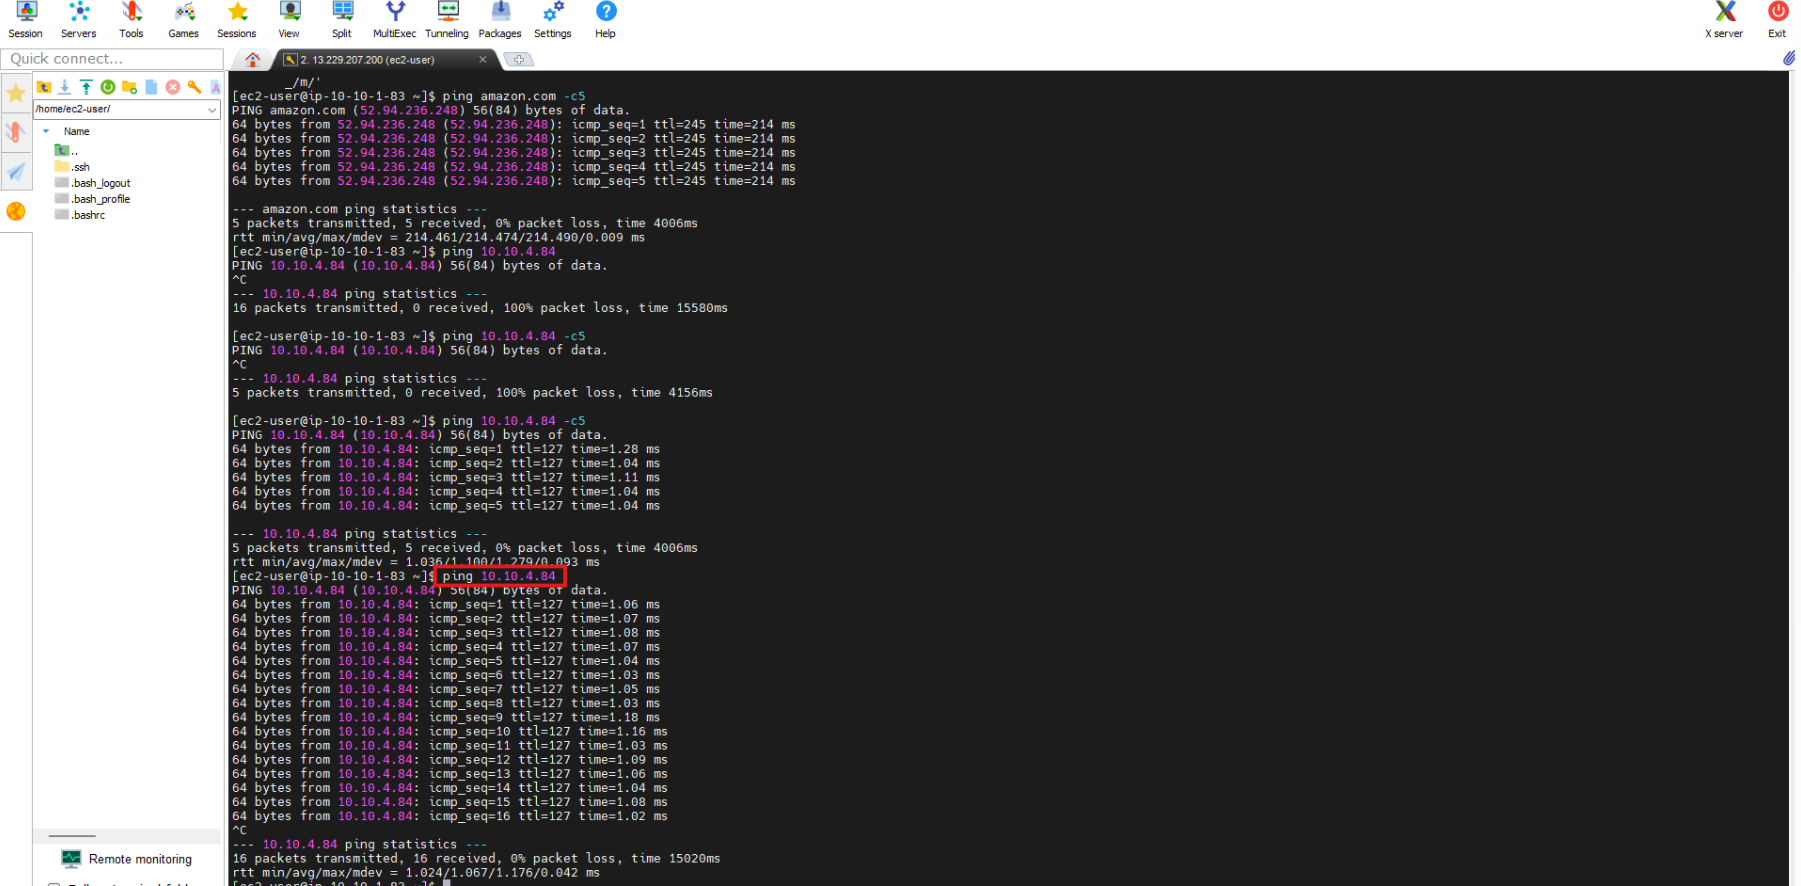 Session Servers Tools Games Sessions View Split MultiExec Tunneling Packages Settings Help X server Exit
Quick connect...
2. 13.229.207.200 (ec2-user)
/home/ec2-user/
Name
..
.ssh
.bash_logout
.bash_profile
.bashrc
Remote monitoring
_/m/'
[ec2-user@ip-10-10-1-83 ~]$ ping amazon.com -c5
PING amazon.com (52.94.236.248) 56(84) bytes of data.
64 bytes from 52.94.236.248 (52.94.236.248): icmp_seq=1 ttl=245 time=214 ms
64 bytes from 52.94.236.248 (52.94.236.248): icmp_seq=2 ttl=245 time=214 ms
64 bytes from 52.94.236.248 (52.94.236.248): icmp_seq=3 ttl=245 time=214 ms
64 bytes from 52.94.236.248 (52.94.236.248): icmp_seq=4 ttl=245 time=214 ms
64 bytes from 52.94.236.248 (52.94.236.248): icmp_seq=5 ttl=245 time=214 ms
--- amazon.com ping statistics ---
5 packets transmitted, 5 received, 0% packet loss, time 4006ms
rtt min/avg/max/mdev = 214.461/214.474/214.490/0.009 ms
[ec2-user@ip-10-10-1-83 ~]$ ping 10.10.4.84
PING 10.10.4.84 (10.10.4.84) 56(84) bytes of data.
^C
--- 10.10.4.84 ping statistics ---
16 packets transmitted, 0 received, 100% packet loss, time 15580ms
[ec2-user@ip-10-10-1-83 ~]$ ping 10.10.4.84 -c5
PING 10.10.4.84 (10.10.4.84) 56(84) bytes of data.
^C
--- 10.10.4.84 ping statistics ---
5 packets transmitted, 0 received, 100% packet loss, time 4156ms
[ec2-user@ip-10-10-1-83 ~]$ ping 10.10.4.84 -c5
PING 10.10.4.84 (10.10.4.84) 56(84) bytes of data.
64 bytes from 10.10.4.84: icmp_seq=1 ttl=127 time=1.28 ms
64 bytes from 10.10.4.84: icmp_seq=2 ttl=127 time=1.04 ms
64 bytes from 10.10.4.84: icmp_seq=3 ttl=127 time=1.11 ms
64 bytes from 10.10.4.84: icmp_seq=4 ttl=127 time=1.04 ms
64 bytes from 10.10.4.84: icmp_seq=5 ttl=127 time=1.04 ms
--- 10.10.4.84 ping statistics ---
5 packets transmitted, 5 received, 0% packet loss, time 4006ms
rtt min/avg/max/mdev = 1.036/1.100/1.279/0.093 ms
[ec2-user@ip-10-10-1-83 ~]$ ping 10.10.4.84
PING 10.10.4.84 (10.10.4.84) 56(84) bytes of data.
64 bytes from 10.10.4.84: icmp_seq=1 ttl=127 time=1.06 ms
64 bytes from 10.10.4.84: icmp_seq=2 ttl=127 time=1.07 ms
64 bytes from 10.10.4.84: icmp_seq=3 ttl=127 time=1.08 ms
64 bytes from 10.10.4.84: icmp_seq=4 ttl=127 time=1.07 ms
64 bytes from 10.10.4.84: icmp_seq=5 ttl=127 time=1.04 ms
64 bytes from 10.10.4.84: icmp_seq=6 ttl=127 time=1.03 ms
64 bytes from 10.10.4.84: icmp_seq=7 ttl=127 time=1.05 ms
64 bytes from 10.10.4.84: icmp_seq=8 ttl=127 time=1.03 ms
64 bytes from 10.10.4.84: icmp_seq=9 ttl=127 time=1.18 ms
64 bytes from 10.10.4.84: icmp_seq=10 ttl=127 time=1.16 ms
64 bytes from 10.10.4.84: icmp_seq=11 ttl=127 time=1.03 ms
64 bytes from 10.10.4.84: icmp_seq=12 ttl=127 time=1.09 ms
64 bytes from 10.10.4.84: icmp_seq=13 ttl=127 time=1.06 ms
64 bytes from 10.10.4.84: icmp_seq=14 ttl=127 time=1.04 ms
64 bytes from 10.10.4.84: icmp_seq=15 ttl=127 time=1.08 ms
64 bytes from 10.10.4.84: icmp_seq=16 ttl=127 time=1.02 ms
^C
--- 10.10.4.84 ping statistics ---
16 packets transmitted, 16 received, 0% packet loss, time 15020ms
rtt min/avg/max/mdev = 1.024/1.067/1.176/0.042 ms
[ec2-user@ip-10-10-1-83 ~]$